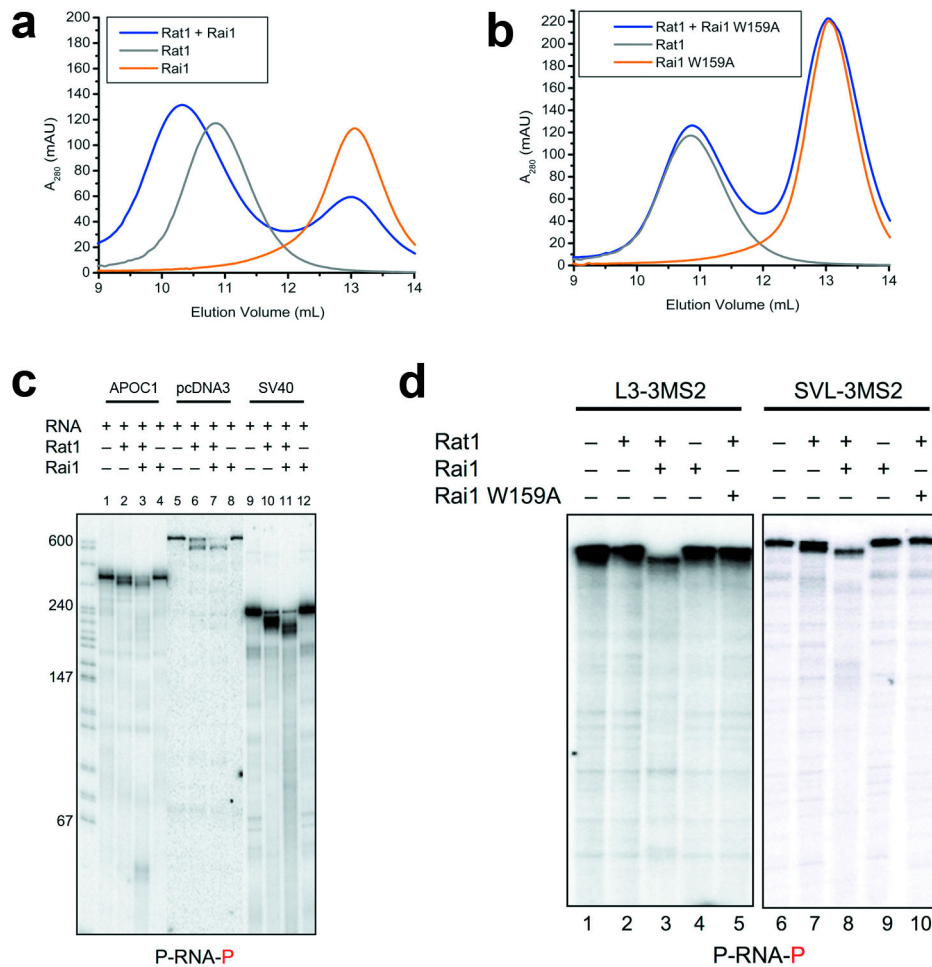 a
200
180
160
140
120
100
80
60
40
20
0
A280 (mAU)
Rat1 + Rai1
Rat1
Rai1
9 10 11 12 13 14
Elution Volume (mL)
b
220
200
180
160
140
120
100
80
60
40
20
0
A280 (mAU)
Rat1 + Rai1 W159A
Rat1
Rai1 W159A
9 10 11 12 13 14
Elution Volume (mL)
c
APOC1 pcDNA3 SV40
RNA + + + + + + + + + + + +
Rat1 + + + + + +
Rai1 + + + + + +
1 2 3 4 5 6 7 8 9 10 11 12
600
240
147
67
P-RNA-P
d
L3-3MS2 SVL-3MS2
Rat1 – + + – + – + + – +
Rai1 – – + + – – – + + –
Rai1 W159A – – – – + – – – – +
1 2 3 4 5 6 7 8 9 10
P-RNA-P